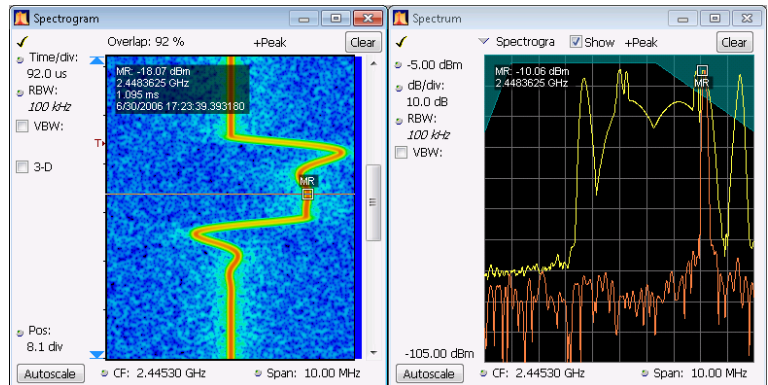 Spectrogram
Overlap: 92 %
+Peak
Clear
Time/div:
92.0 us
RBW:
100 kHz
VBW:
3-D
MR: -18.07 dBm
2.4483625 GHz
1.095 ms
6/30/2006 17:23:39.393180
T
MR
Pos:
8.1 div
Autoscale
CF: 2.44530 GHz
Span: 10.00 MHz
Spectrum
Spectrogra
Show
+Peak
Clear
-5.00 dBm
dB/div:
10.0 dB
RBW:
100 kHz
VBW:
MR: -10.06 dBm
2.4483625 GHz
MR
-105.00 dBm
Autoscale
CF: 2.44530 GHz
Span: 10.00 MHz